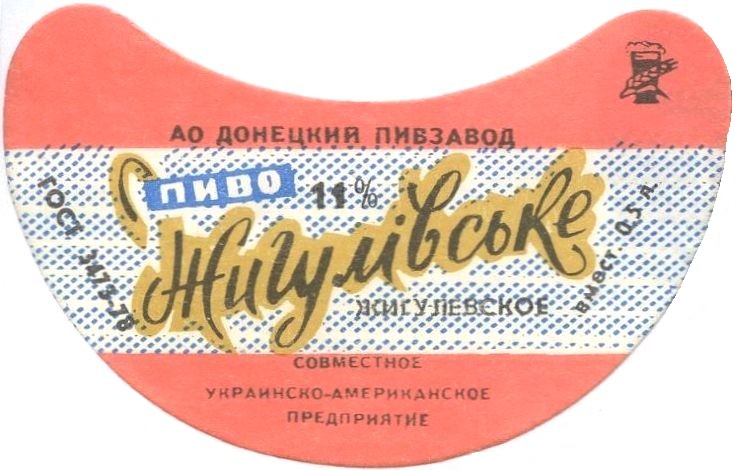 АО ДОНЕЦКИЙ ПИВЗАВОД
ПИВО 11%
Жигулівське
ЖИГУЛЕВСКОЕ
ГОСТ 3473-78
вмест. 0,5 л.
СОВМЕСТНОЕ
УКРАИНСКО-АМЕРИКАНСКОЕ
ПРЕДПРИЯТИЕ